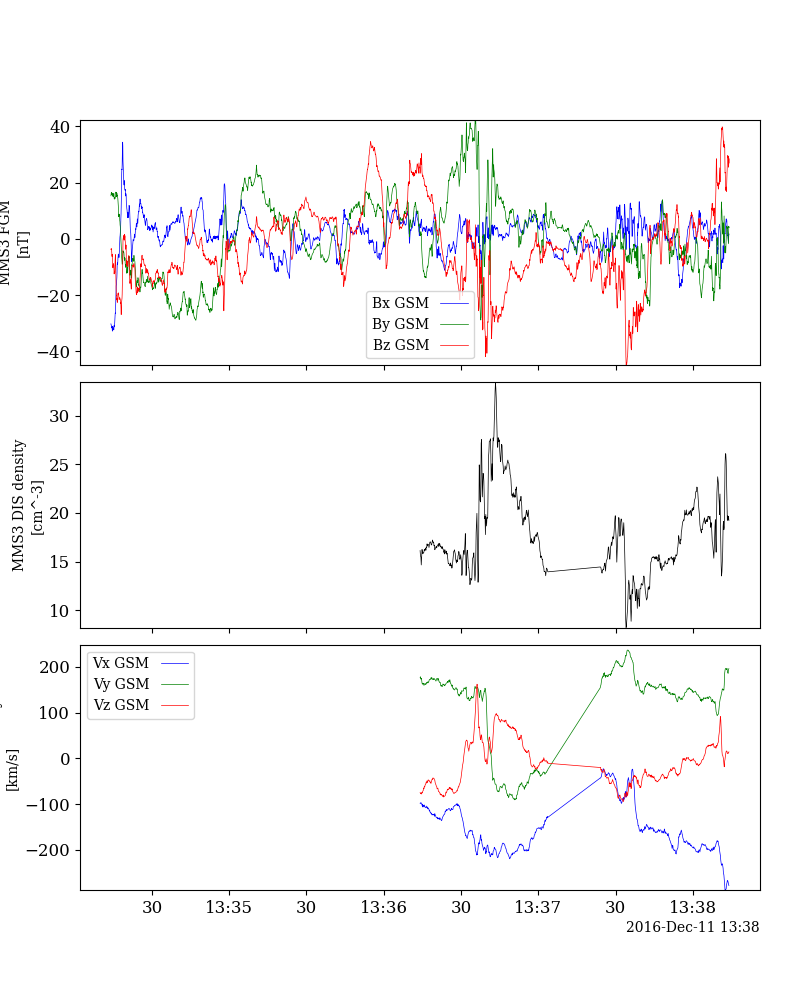 40
20
0
−20
−40
MMS3 FGM
[nT]
Bx GSM
By GSM
Bz GSM
30
25
20
15
10
MMS3 DIS density
[cm^-3]
200
100
0
−100
−200
[km/s]
Vx GSM
Vy GSM
Vz GSM
30 13:35 30 13:36 30 13:37 30 13:38
2016-Dec-11 13:38